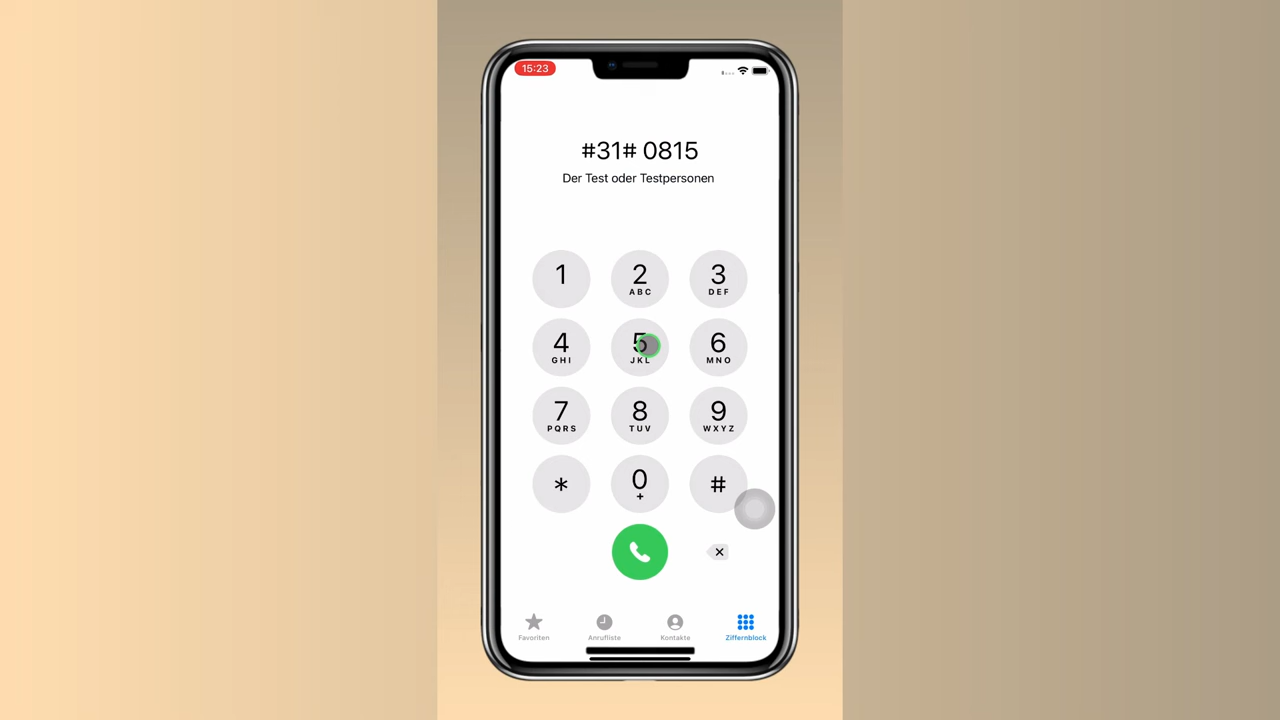 15:23
#31# 0815
Der Test oder Testpersonen
1 2 3
ABC DEF
4 5 6
GHI JKL MNO
7 8 9
PQRS TUV WXYZ
* 0 #
+
Favoriten Anrufliste Kontakte Ziffernblock